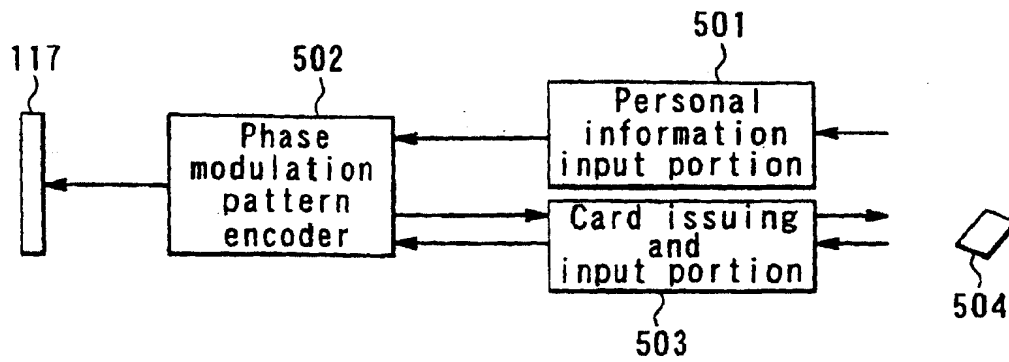 117
502
501
Phase
modulation
pattern
encoder
Personal
information
input portion
Card issuing
and
input portion
503
504